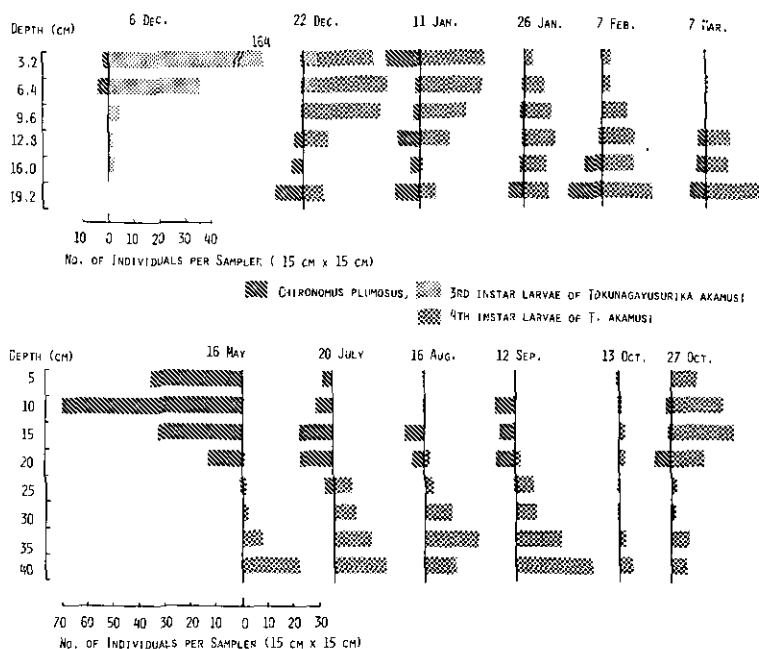 6 DEC. 22 DEC. 11 JAN. 26 JAN. 7 FEB. 7 MAR.
DEPTH (CM)
164
3.2
6.4
9.6
12.8
16.0
19.2
10 0 10 20 30 40
NO. OF INDIVIDUALS PER SAMPLER ( 15 CM X 15 CM)
CHIRONOMUS PLUMOSUS, 3RD INSTAR LARVAE OF TOKUNAGAYUSURIKA AKAMUSI
4TH INSTAR LARVAE OF T. AKAMUSI
DEPTH (CM) 16 MAY 20 JULY 16 AUG. 12 SEP. 13 OCT. 27 OCT.
5
10
15
20
25
30
35
40
70 60 50 40 30 20 10 0 10 20 30
NO. OF INDIVIDUALS PER SAMPLER (15 CM X 15 CM)